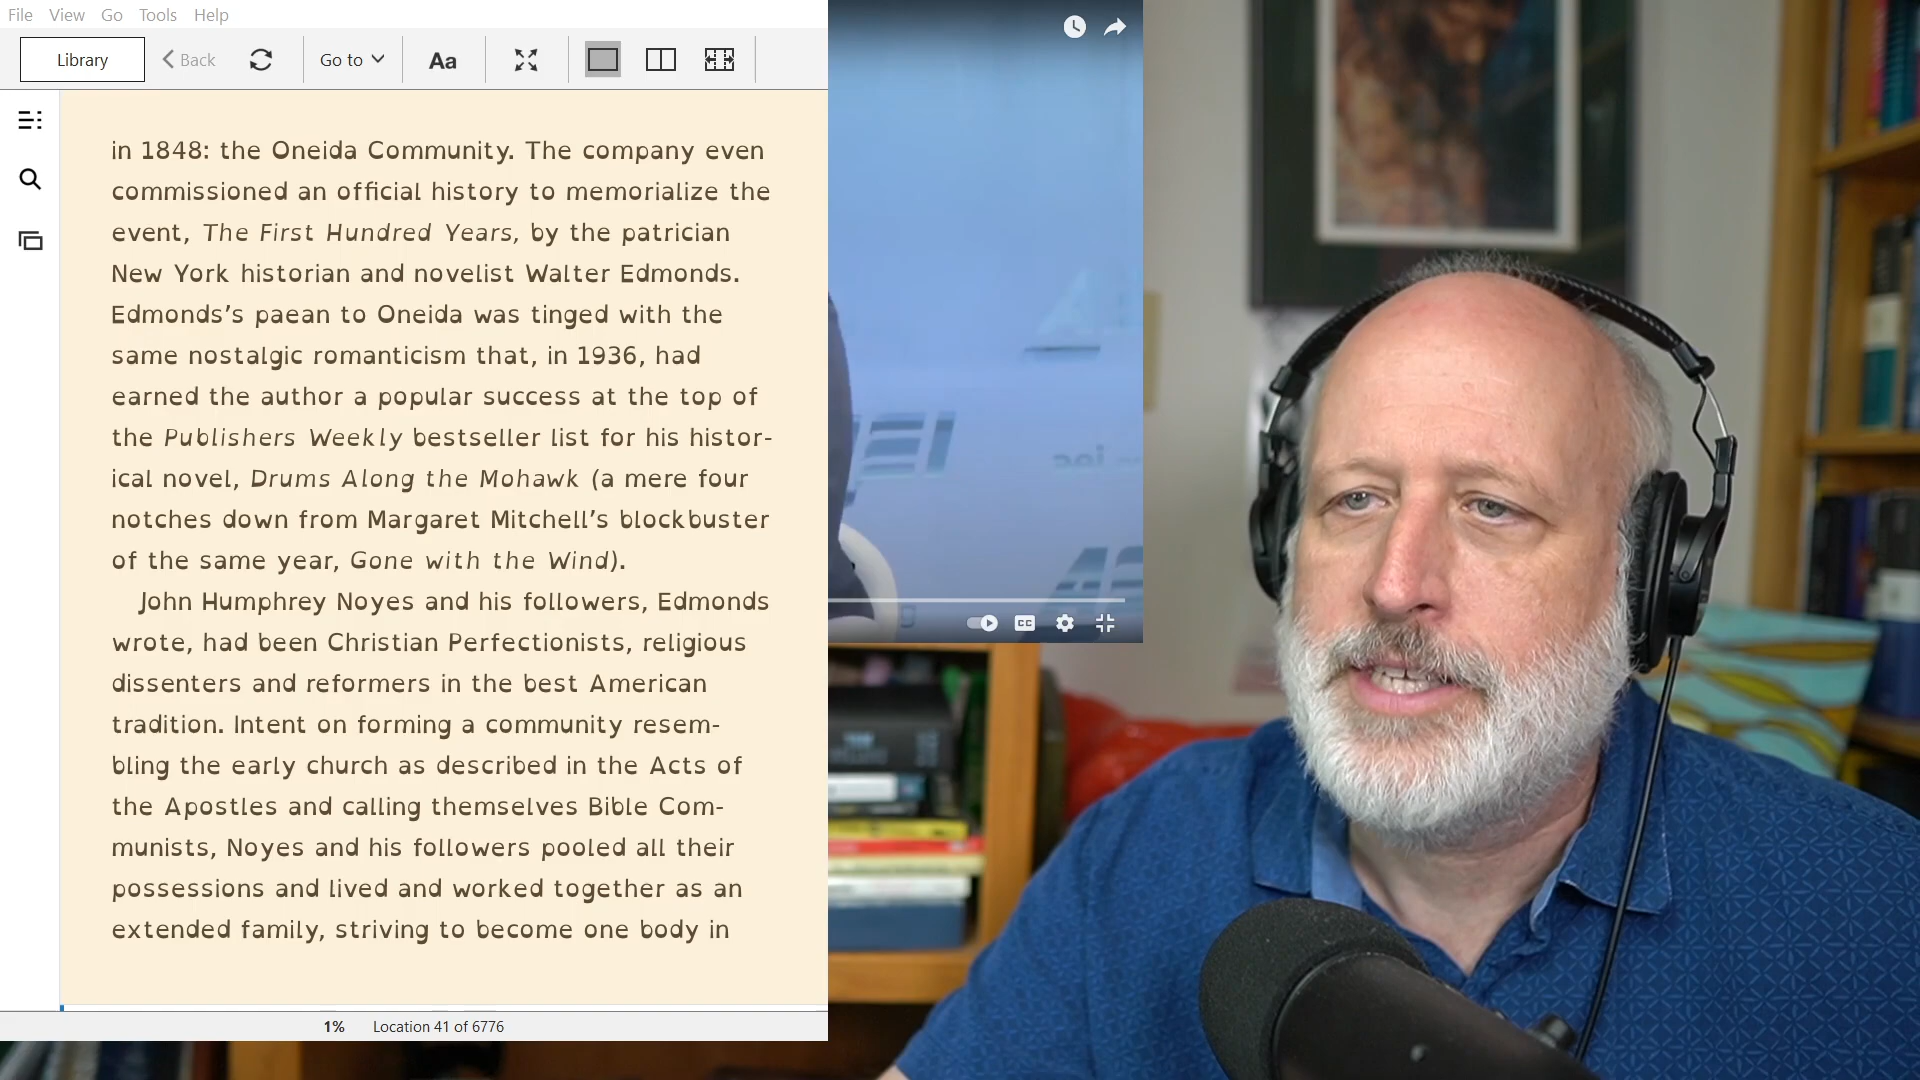 File View Go Tools Help
Library Back Go to Aa
in 1848: the Oneida Community. The company even
commissioned an official history to memorialize the
event, The First Hundred Years, by the patrician
New York historian and novelist Walter Edmonds.
Edmonds’s paean to Oneida was tinged with the
same nostalgic romanticism that, in 1936, had
earned the author a popular success at the top of
the Publishers Weekly bestseller list for his histor-
ical novel, Drums Along the Mohawk (a mere four
notches down from Margaret Mitchell’s blockbuster
of the same year, Gone with the Wind).
John Humphrey Noyes and his followers, Edmonds
wrote, had been Christian Perfectionists, religious
dissenters and reformers in the best American
tradition. Intent on forming a community resem-
bling the early church as described in the Acts of
the Apostles and calling themselves Bible Com-
munists, Noyes and his followers pooled all their
possessions and lived and worked together as an
extended family, striving to become one body in
1% Location 41 of 6776
CC